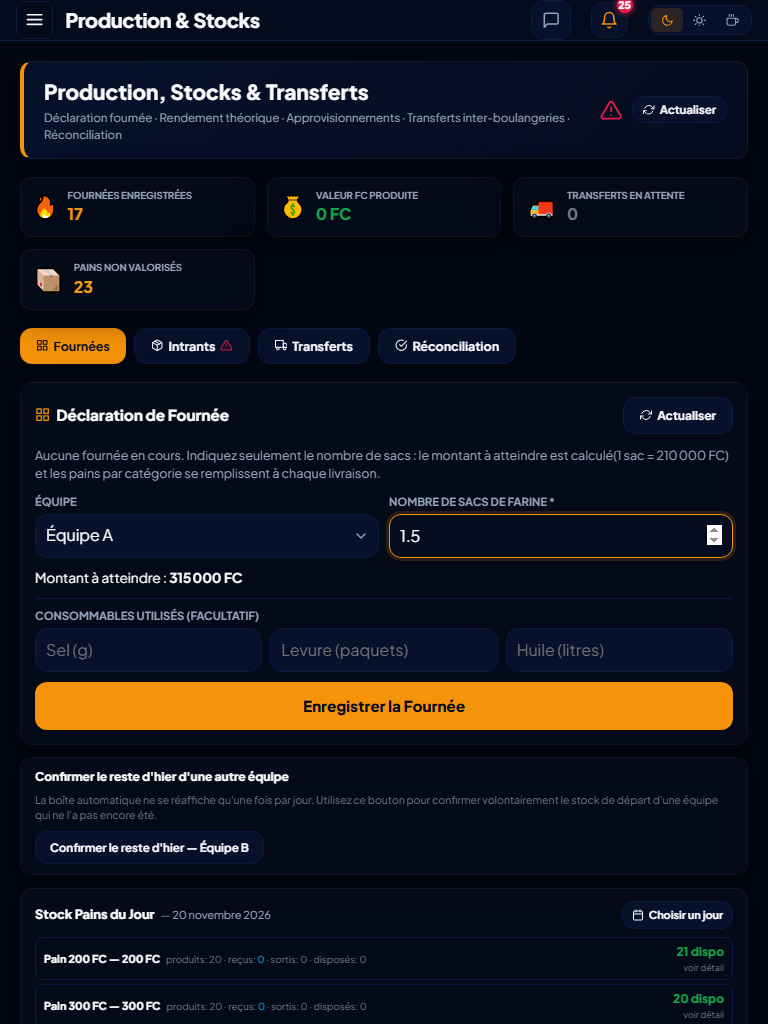 Production & Stocks
25
Production, Stocks & Transferts
Déclaration fournée · Rendement théorique · Approvisionnements · Transferts inter-boulangeries ·
Réconciliation
Actualiser
FOURNÉES ENREGISTRÉES
17
VALEUR FC PRODUITE
0 FC
TRANSFERTS EN ATTENTE
0
PAINS NON VALORISÉS
23
Fournées
Intrants
Transferts
Réconciliation
Déclaration de Fournée
Actualiser
Aucune fournée en cours. Indiquez seulement le nombre de sacs : le montant à atteindre est calculé(1 sac = 210 000 FC)
et les pains par catégorie se remplissent à chaque livraison.
ÉQUIPE
NOMBRE DE SACS DE FARINE *
Équipe A
1.5
Montant à atteindre : 315 000 FC
CONSOMMABLES UTILISÉS (FACULTATIF)
Sel (g)
Levure (paquets)
Huile (litres)
Enregistrer la Fournée
Confirmer le reste d'hier d'une autre équipe
La boîte automatique ne se réaffiche qu'une fois par jour. Utilisez ce bouton pour confirmer volontairement le stock de départ d'une équipe
qui ne l'a pas encore été.
Confirmer le reste d'hier — Équipe B
Stock Pains du Jour — 20 novembre 2026
Choisir un jour
Pain 200 FC — 200 FC produits: 20 · reçus: 0 · sortis: 0 · disposés: 0
21 dispo
voir détail
Pain 300 FC — 300 FC produits: 20 · reçus: 0 · sortis: 0 · disposés: 0
20 dispo
voir détail